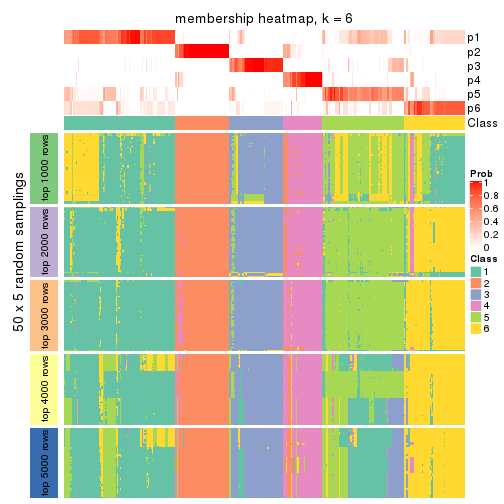 membership heatmap, k = 6
p1
p2
p3
p4
p5
p6
Class
50 x 5 random samplings
top 1000 rows
top 2000 rows
top 3000 rows
top 4000 rows
top 5000 rows
Prob
1
0.8
0.6
0.4
0.2
0
Class
1
2
3
4
5
6